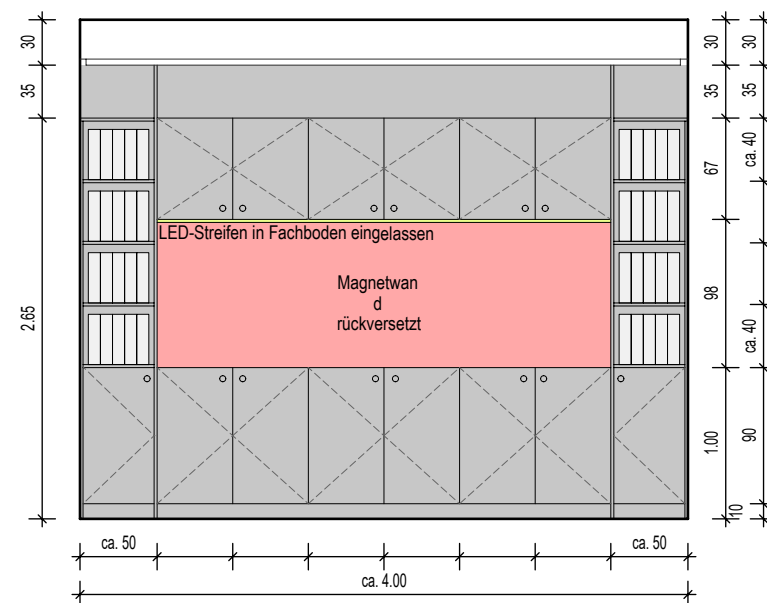 30
35
2.65
30
35
67
98
1.00
10
30
35
ca. 40
ca. 40
90
LED-Streifen in Fachboden eingelassen
Magnetwan
d
rückversetzt
ca. 50
ca. 50
ca. 4.00